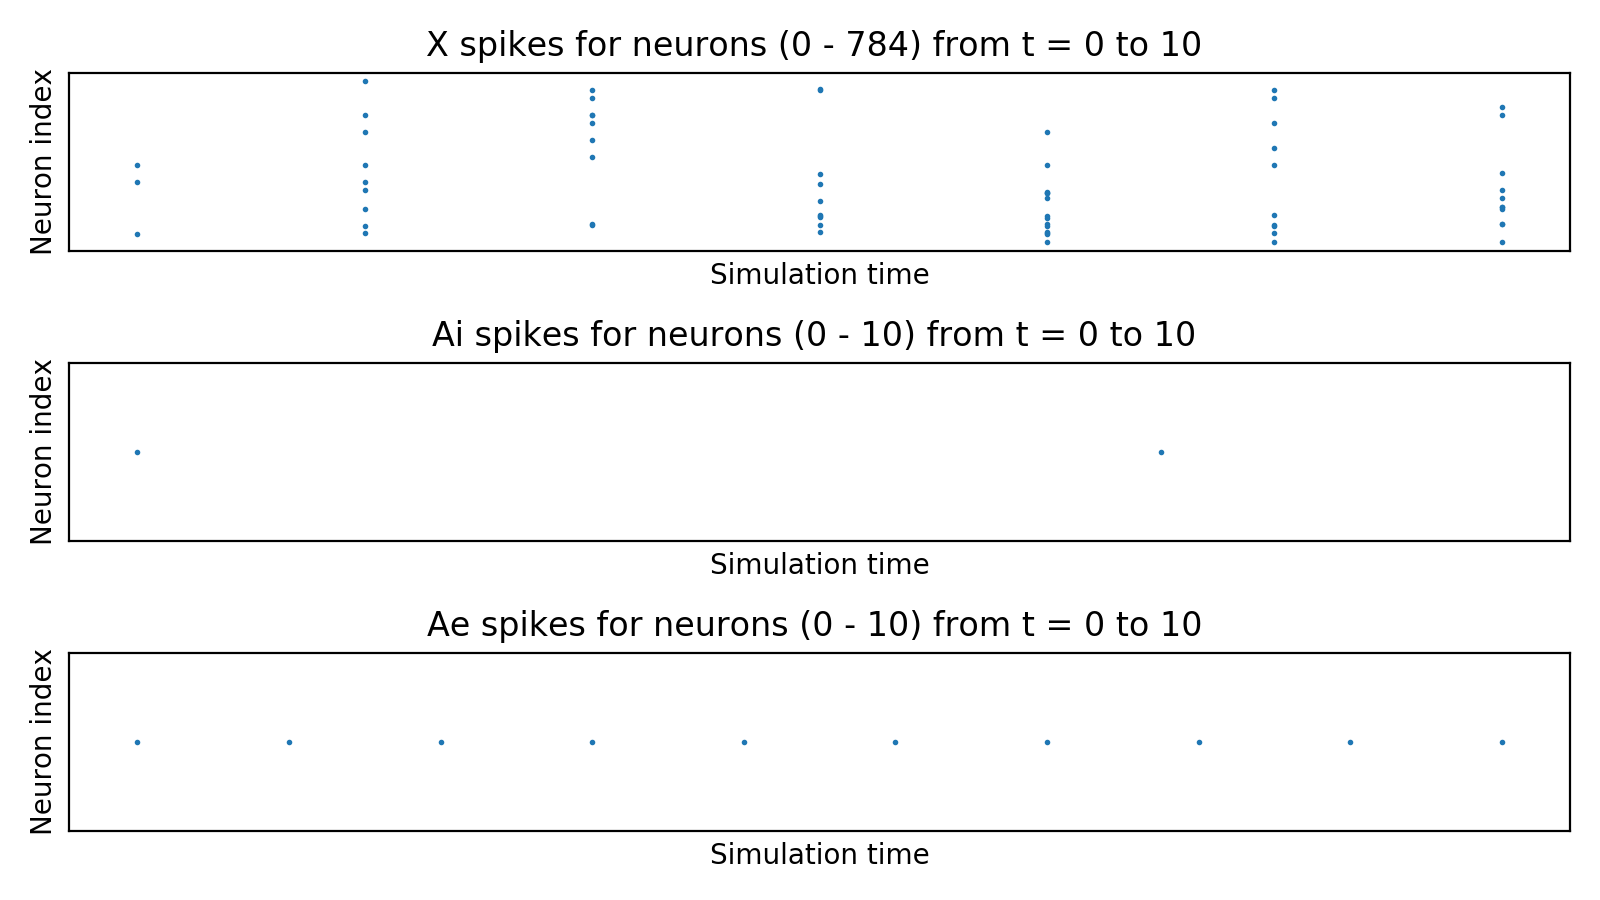 X spikes for neurons (0 - 784) from t = 0 to 10
Neuron index
Simulation time
Ai spikes for neurons (0 - 10) from t = 0 to 10
Neuron index
Simulation time
Ae spikes for neurons (0 - 10) from t = 0 to 10
Neuron index
Simulation time